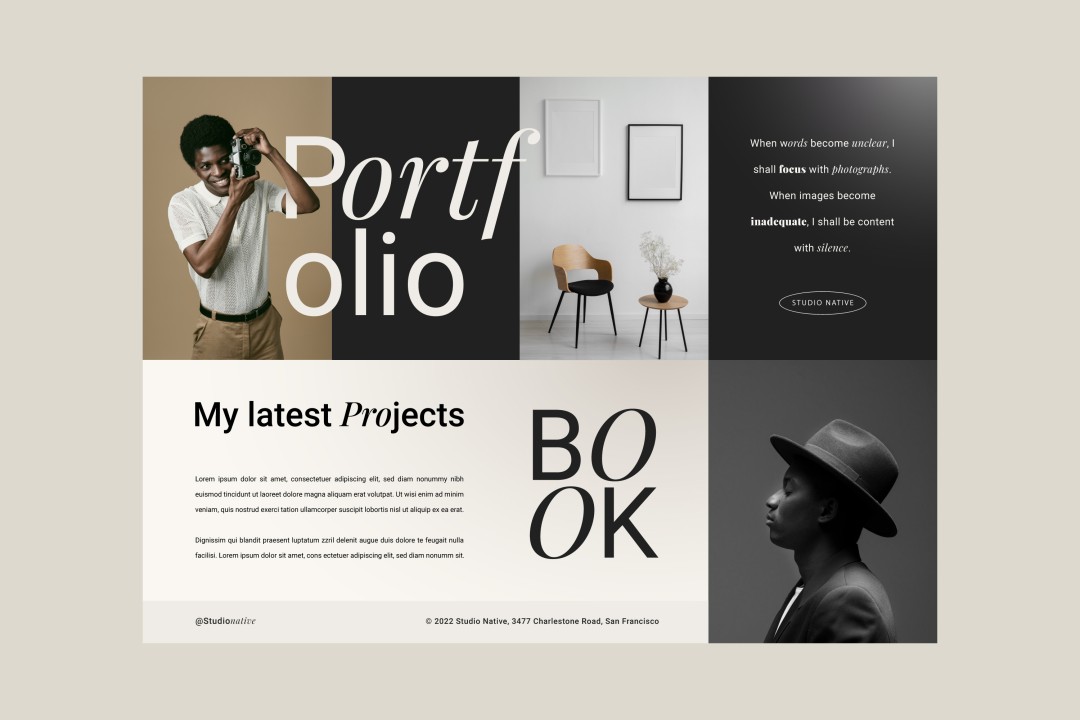 Portf
olio
When words become unclear, I
shall focus with photographs.
When images become
inadequate, I shall be content
with silence.
STUDIO NATIVE
My latest Projects
Lorem ipsum dolor sit amet, consectetuer adipiscing elit, sed diam nonummy nibh
euismod tincidunt ut laoreet dolore magna aliquam erat volutpat. Ut wisi enim ad minim
veniam, quis nostrud exerci tation ullamcorper suscipit lobortis nisl ut aliquip ex ea erat.
Dignissim qui blandit praesent luptatum zzril delenit augue duis dolore te feugait nulla
facilisi. Lorem ipsum dolor sit amet, cons ectetuer adipiscing elit, sed diam nonumm sit.
BO
OK
@Studionative
© 2022 Studio Native, 3477 Charlestone Road, San Francisco